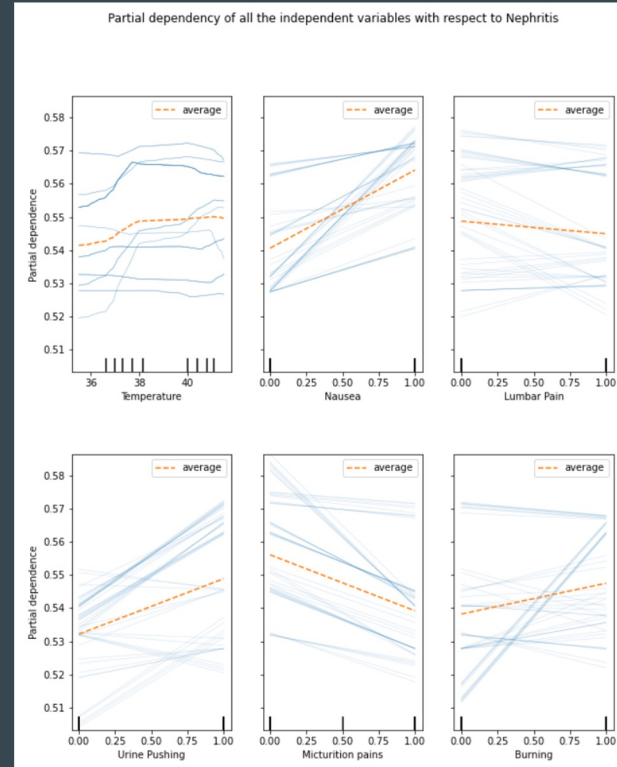 Partial dependency of all the independent variables with respect to Nephritis
average
average
average
0.58
0.57
0.56
0.55
0.54
0.53
0.52
0.51
Partial dependence
36 38 40
0.00 0.25 0.50 0.75 1.00
0.00 0.25 0.50 0.75 1.00
Temperature
Nausea
Lumbar Pain
average
average
average
0.58
0.57
0.56
0.55
0.54
0.53
0.52
0.51
Partial dependence
0.00 0.25 0.50 0.75 1.00
0.00 0.25 0.50 0.75 1.00
0.00 0.25 0.50 0.75 1.00
Urine Pushing
Micturition pains
Burning